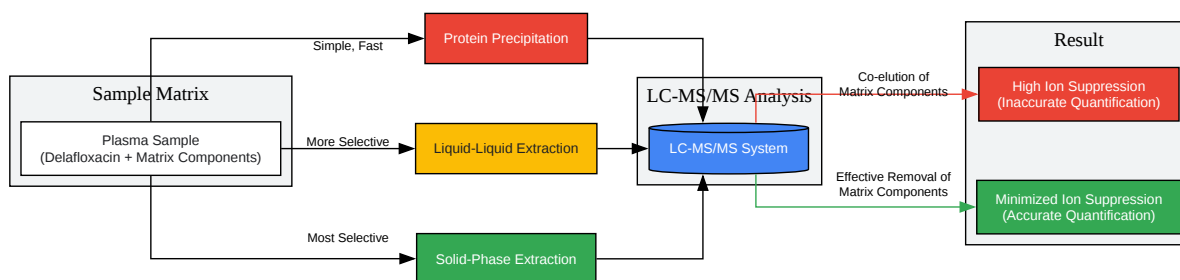 Sample Matrix
Plasma Sample
(Delafloxacin + Matrix Components)
Simple, Fast
More Selective
Most Selective
Protein Precipitation
Liquid-Liquid Extraction
Solid-Phase Extraction
LC-MS/MS Analysis
LC-MS/MS System
Co-elution of
Matrix Components
Effective Removal of
Matrix Components
Result
High Ion Suppression
(Inaccurate Quantification)
Minimized Ion Suppression
(Accurate Quantification)